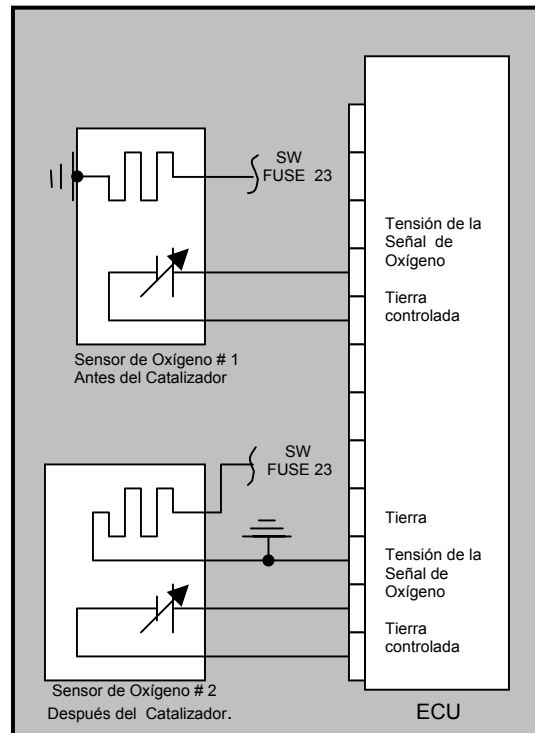 SW
FUSE 23
Tensión de la
Señal de
Oxígeno
Tierra
controlada
Sensor de Oxígeno # 1
Antes del Catalizador
SW
FUSE 23
Tierra
Tensión de la
Señal de
Oxígeno
Tierra
controlada
Sensor de Oxígeno # 2
Después del Catalizador.
ECU